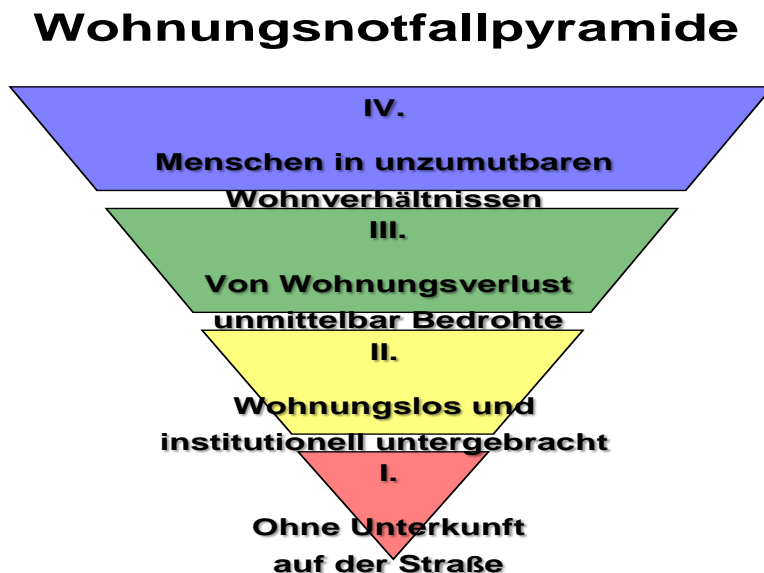 Wohnungsnotfallpyramide
IV.
Menschen in unzumutbaren
Wohnverhältnissen
III.
Von Wohnungsverlust
unmittelbar Bedrohte
II.
Wohnungslos und
institutionell untergebracht
I.
Ohne Unterkunft
auf der Straße